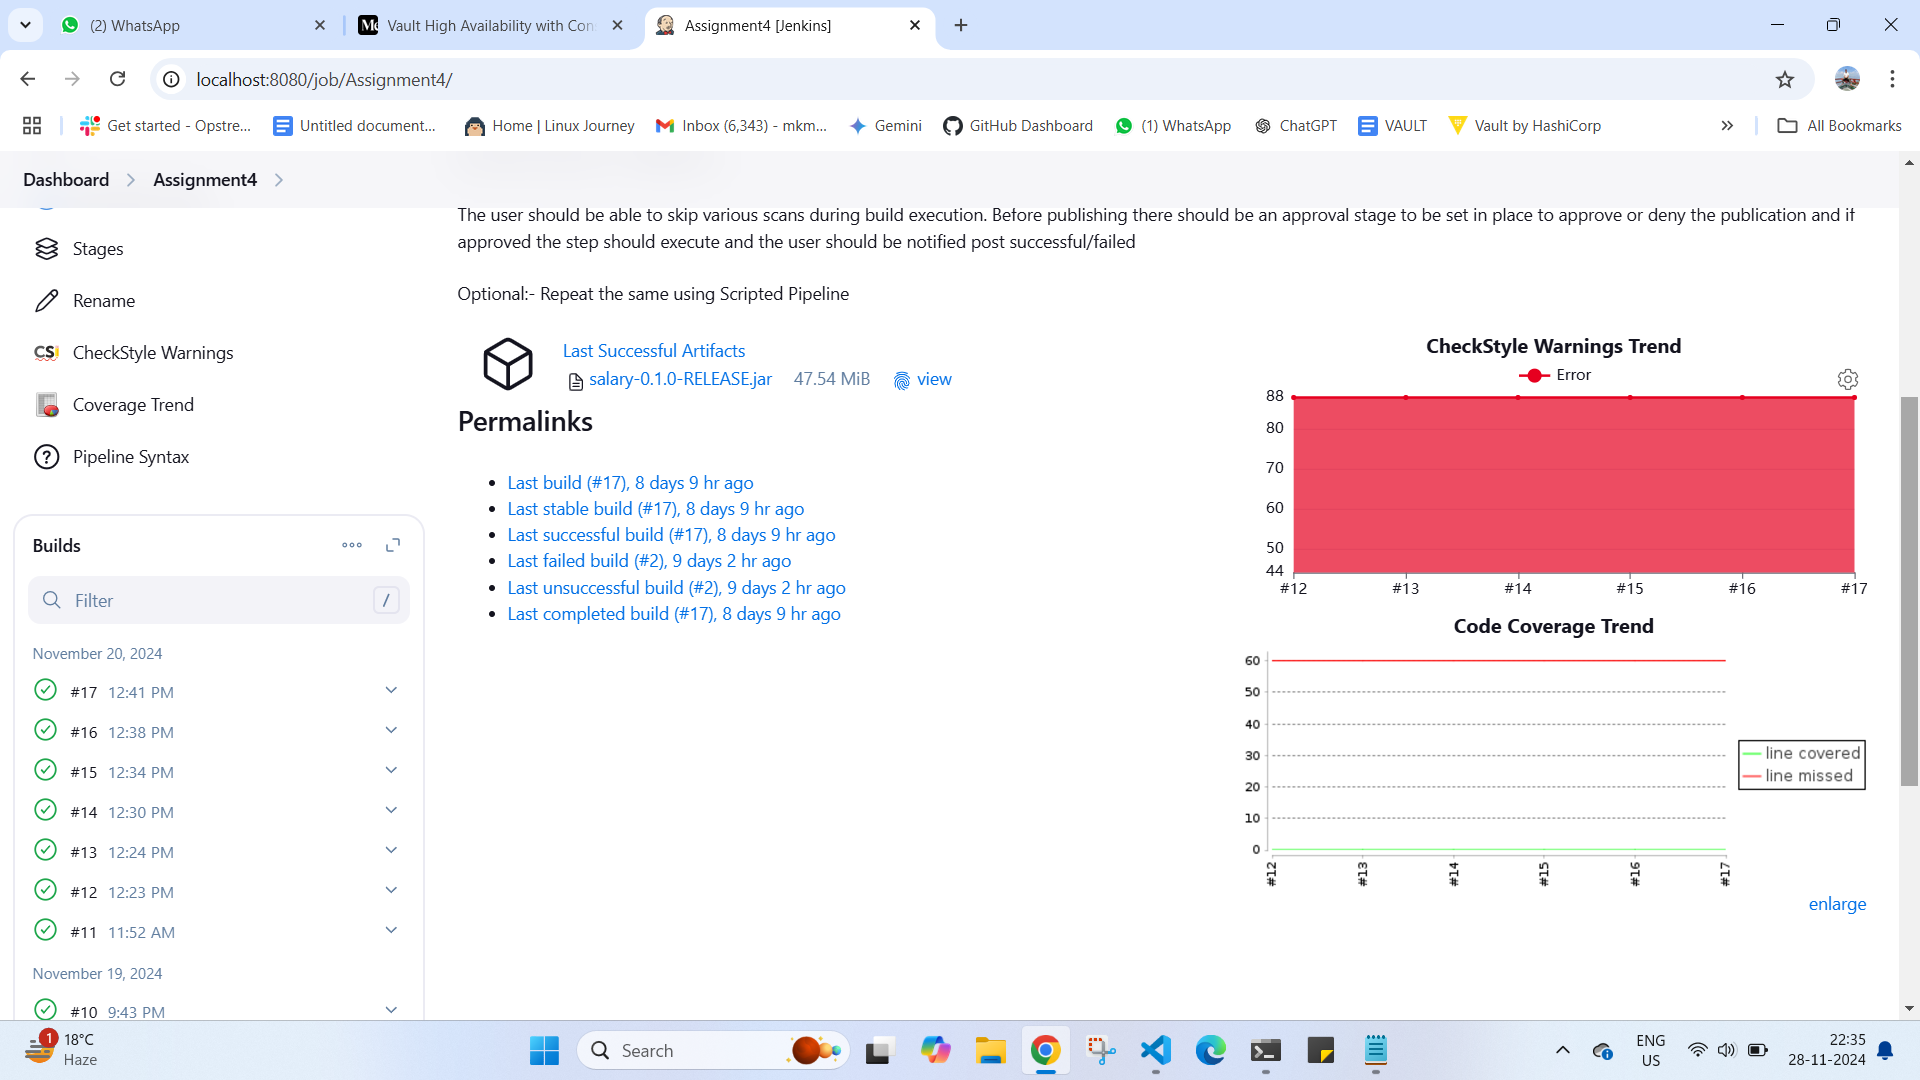 (2) WhatsApp
Vault High Availability with Con
Assignment4 [Jenkins]
localhost:8080/job/Assignment4/
Get started - Opstre...
Untitled document...
Home | Linux Journey
Inbox (6,343) - mkm...
Gemini
GitHub Dashboard
(1) WhatsApp
ChatGPT
VAULT
Vault by HashiCorp
All Bookmarks
Dashboard
Assignment4
Stages
Rename
CheckStyle Warnings
Coverage Trend
Pipeline Syntax
Builds
Filter
/
November 20, 2024
#17 12:41 PM
#16 12:38 PM
#15 12:34 PM
#14 12:30 PM
#13 12:24 PM
#12 12:23 PM
#11 11:52 AM
November 19, 2024
#10 9:43 PM
The user should be able to skip various scans during build execution. Before publishing there should be an approval stage to be set in place to approve or deny the publication and if
approved the step should execute and the user should be notified post successful/failed
Optional:- Repeat the same using Scripted Pipeline
Last Successful Artifacts
salary-0.1.0-RELEASE.jar 47.54 MiB view
Permalinks
Last build (#17), 8 days 9 hr ago
Last stable build (#17), 8 days 9 hr ago
Last successful build (#17), 8 days 9 hr ago
Last failed build (#2), 9 days 2 hr ago
Last unsuccessful build (#2), 9 days 2 hr ago
Last completed build (#17), 8 days 9 hr ago
CheckStyle Warnings Trend
Error
88
80
70
60
50
44
#12 #13 #14 #15 #16 #17
Code Coverage Trend
60
50
40
30
20
10
0
line covered
line missed
#12 #13 #14 #15 #16 #17
enlarge
1
18°C
Haze
Search
ENG
US
22:35
28-11-2024